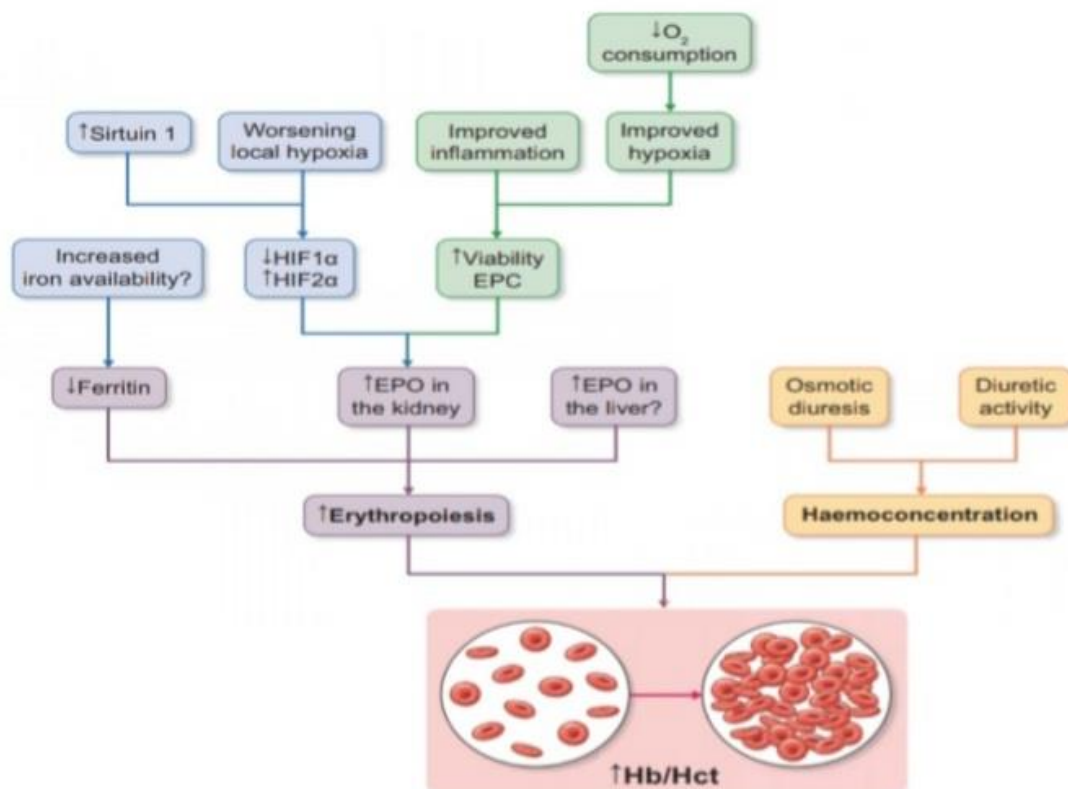 ↓O₂
consumption
↑Sirtuin 1
Worsening
local hypoxia
Improved
inflammation
Improved
hypoxia
Increased
iron availability?
↓HIF1α
↑HIF2α
↑Viability
EPC
↓Ferritin
↑EPO in
the kidney
↑EPO in
the liver?
Osmotic
diuresis
Diuretic
activity
↑Erythropoiesis
Haemoconcentration
↑Hb/Hct